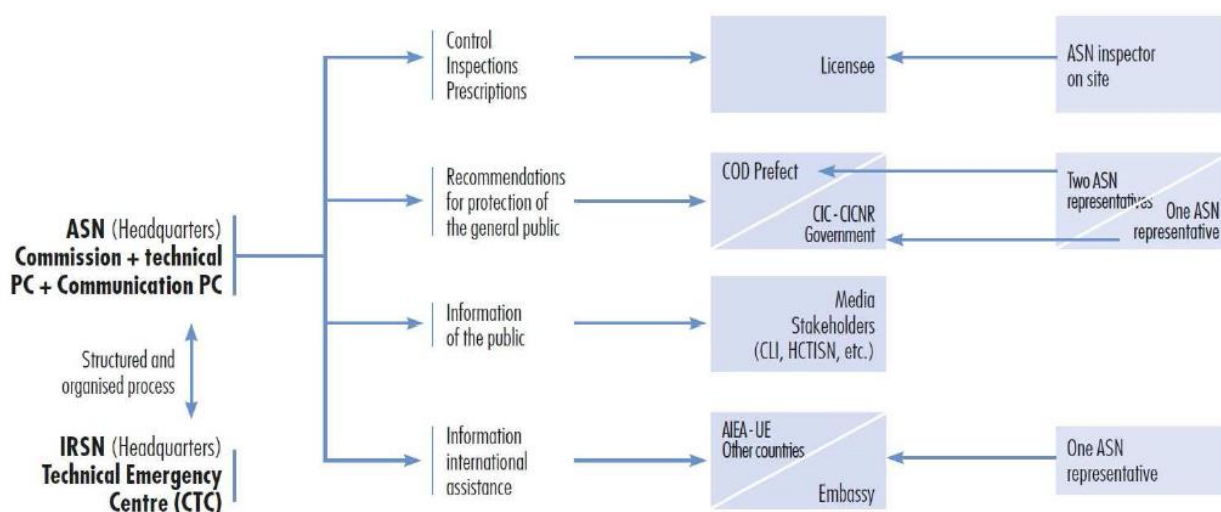 ASN (Headquarters)
Commission + technical
PC + Communication PC
Structured and
organised process
IRSN (Headquarters)
Technical Emergency
Centre (CTC)
Control
Inspections
Prescriptions
Licensee
ASN inspector
on site
Recommendations
for protection of
the general public
COD Prefect
CIC - CICNR
Government
Two ASN
representatives
One ASN
representative
Information
of the public
Media
Stakeholders
(CLI, HCTISN, etc.)
Information
international
assistance
AIEA - UE
Other countries
Embassy
One ASN
representative